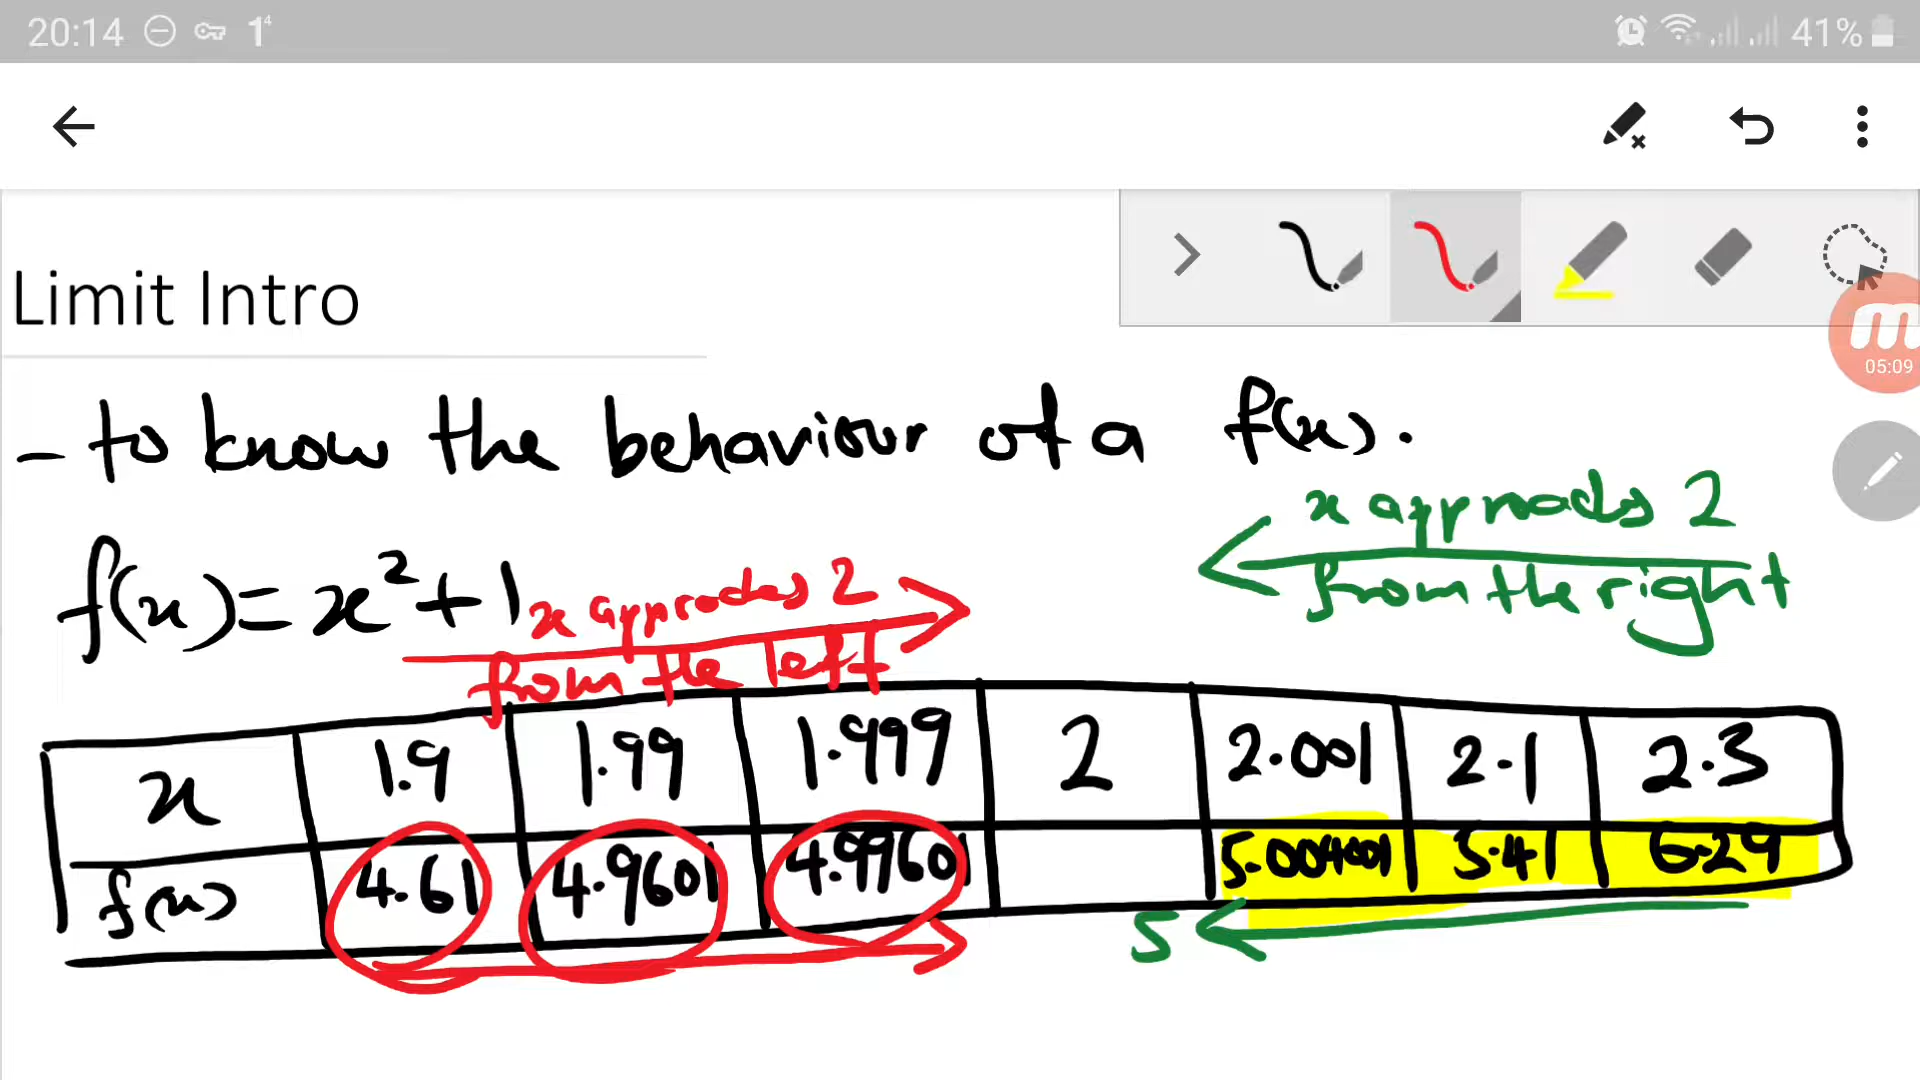 20:14 1⁴ 41%
Limit Intro
05:09
- to know the behaviour of a f(x).
x approaches 2
from the right
f(x)=x²+1
x approaches 2
from the left
x 1.9 1.99 1.999 2 2.001 2.1 2.3
f(x) 4.61 4.9601 4.99601 5.004001 5.41 6.29
5